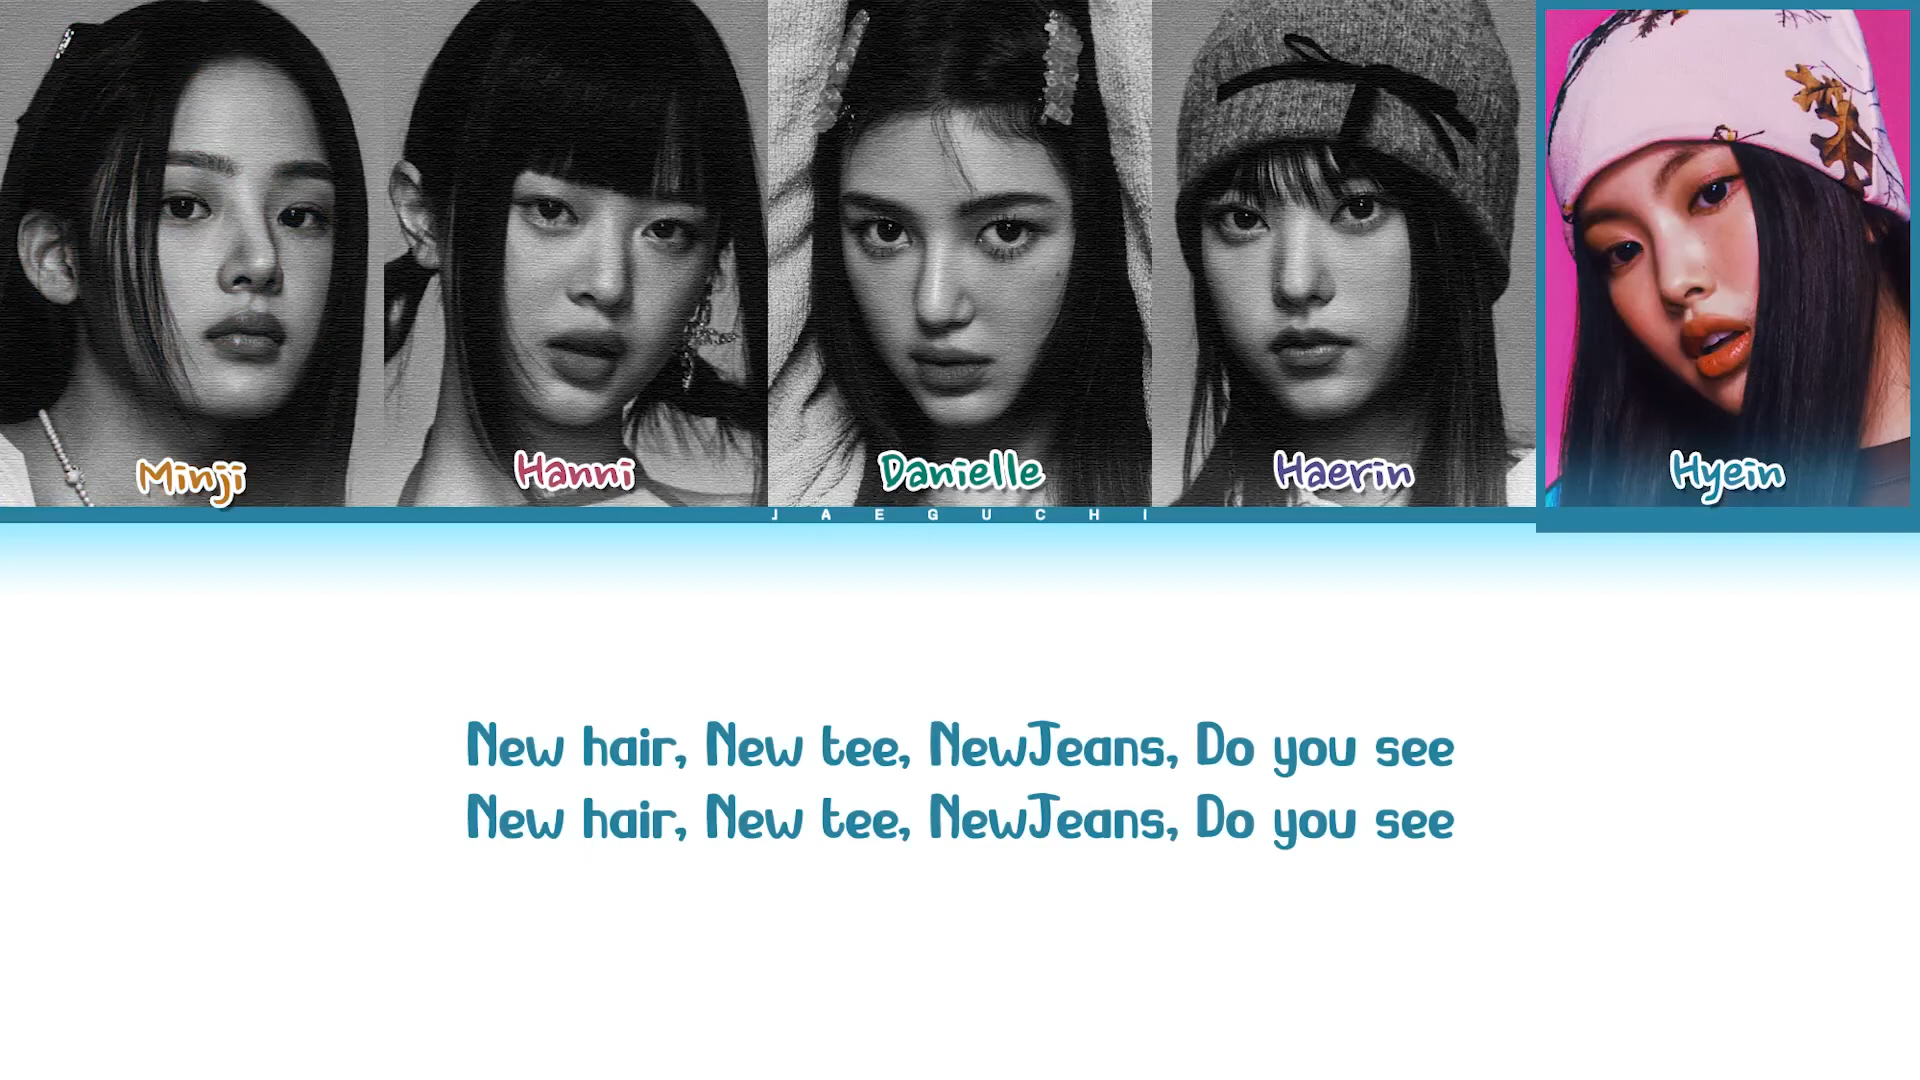 Minji Hanni Danielle Haerin Hyein
JAEGUCHI
New hair, New tee, NewJeans, Do you see
New hair, New tee, NewJeans, Do you see